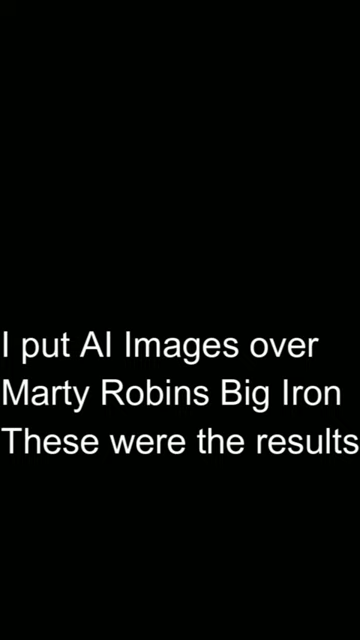 I put AI Images over
Marty Robins Big Iron
These were the results